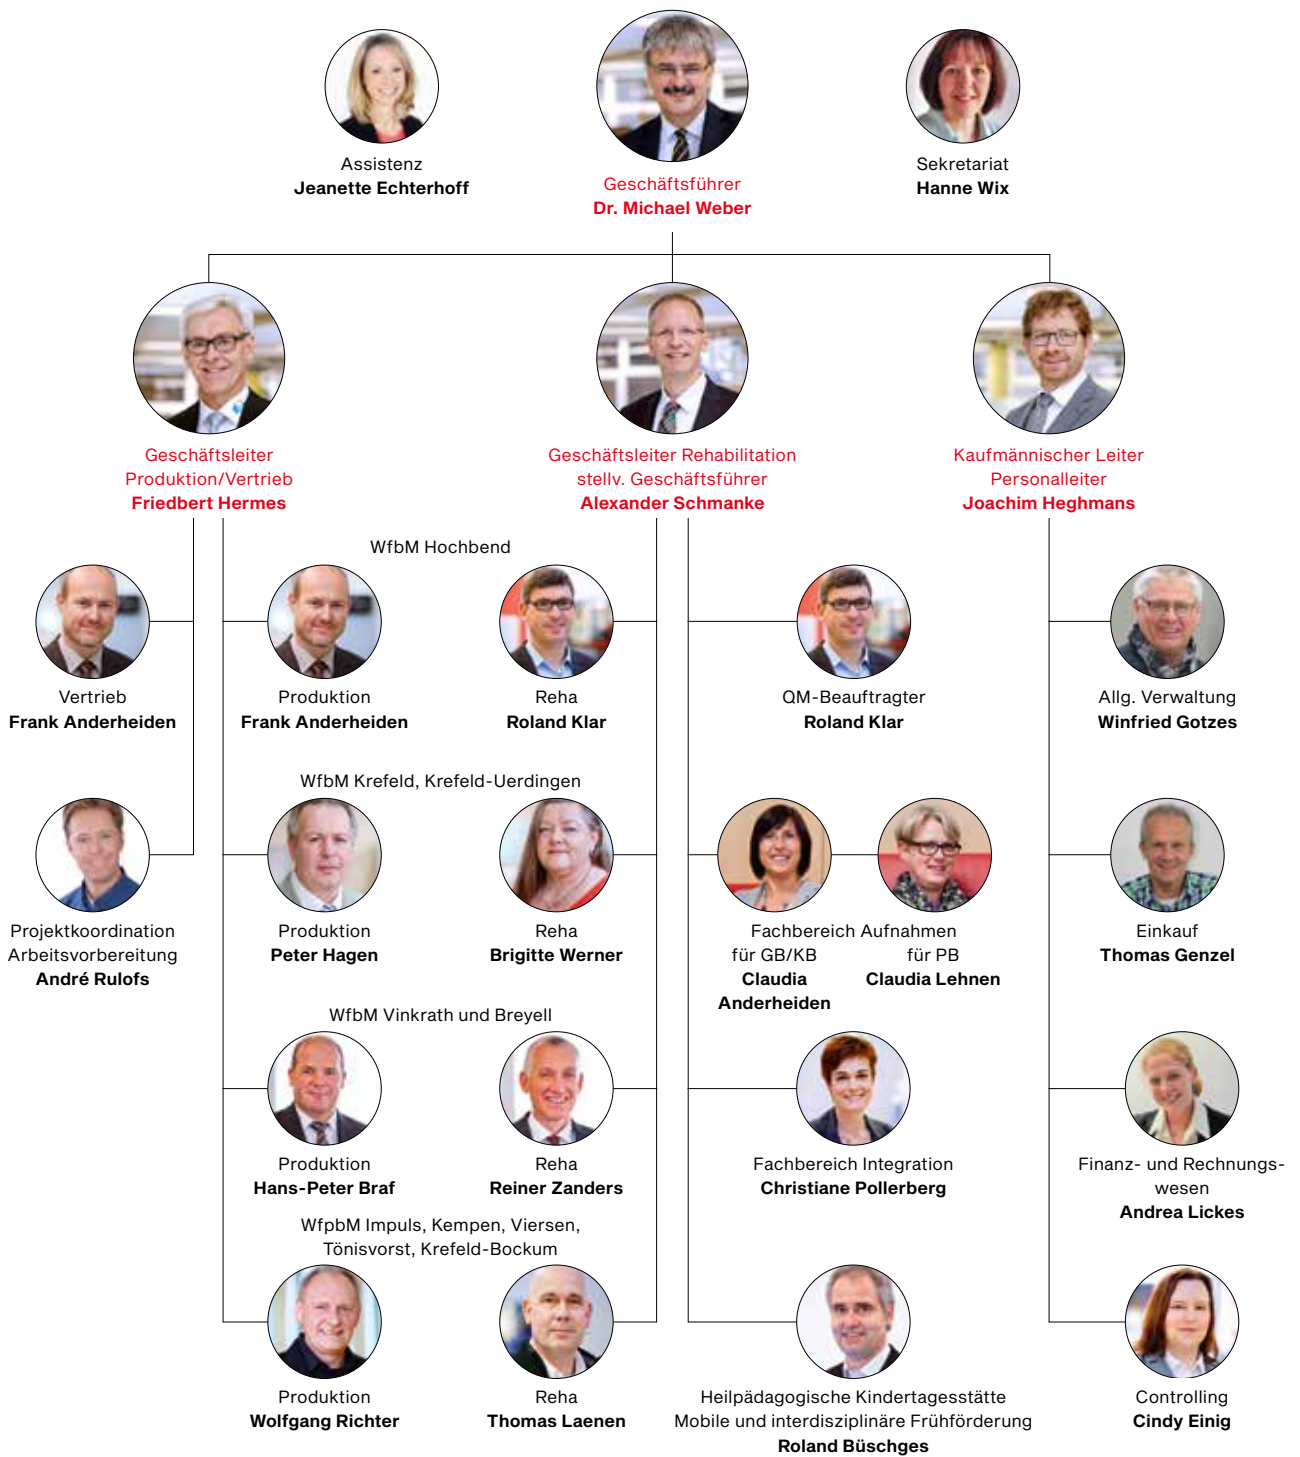 Assistenz
Jeanette Echterhoff
Geschäftsführer
Dr. Michael Weber
Sekretariat
Hanne Wix
Geschäftsleiter
Produktion/Vertrieb
Friedbert Hermes
Geschäftsleiter Rehabilitation
stellv. Geschäftsführer
Alexander Schmanke
Kaufmännischer Leiter
Personalleiter
Joachim Heghmans
WfbM Hochbend
Vertrieb
Frank Anderheiden
Produktion
Frank Anderheiden
Reha
Roland Klar
QM-Beauftragter
Roland Klar
Allg. Verwaltung
Winfried Gotzes
WfbM Krefeld, Krefeld-Uerdingen
Projektkoordination
Arbeitsvorbereitung
André Rulofs
Produktion
Peter Hagen
Reha
Brigitte Werner
Fachbereich Aufnahmen
für GB/KB
Claudia
Anderheiden
für PB
Claudia Lehnen
Einkauf
Thomas Genzel
WfbM Vinkrath und Breyell
Produktion
Hans-Peter Braf
Reha
Reiner Zanders
Fachbereich Integration
Christiane Pollerberg
Finanz- und Rechnungs-
wesen
Andrea Lickes
WfpbM Impuls, Kempen, Viersen,
Tönisvorst, Krefeld-Bockum
Produktion
Wolfgang Richter
Reha
Thomas Laenen
Heilpädagogische Kindertagesstätte
Mobile und interdisziplinäre Frühförderung
Roland Büschges
Controlling
Cindy Einig